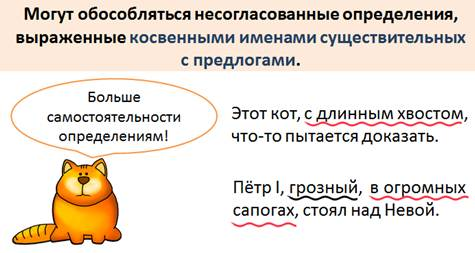 Могут обособляться несогласованные определения,
выраженные косвенными именами существительных
с предлогами.
Больше
самостоятельности
определениям!
Этот кот, с длинным хвостом,
что-то пытается доказать.
Пётр I, грозный, в огромных
сапогах, стоял над Невой.